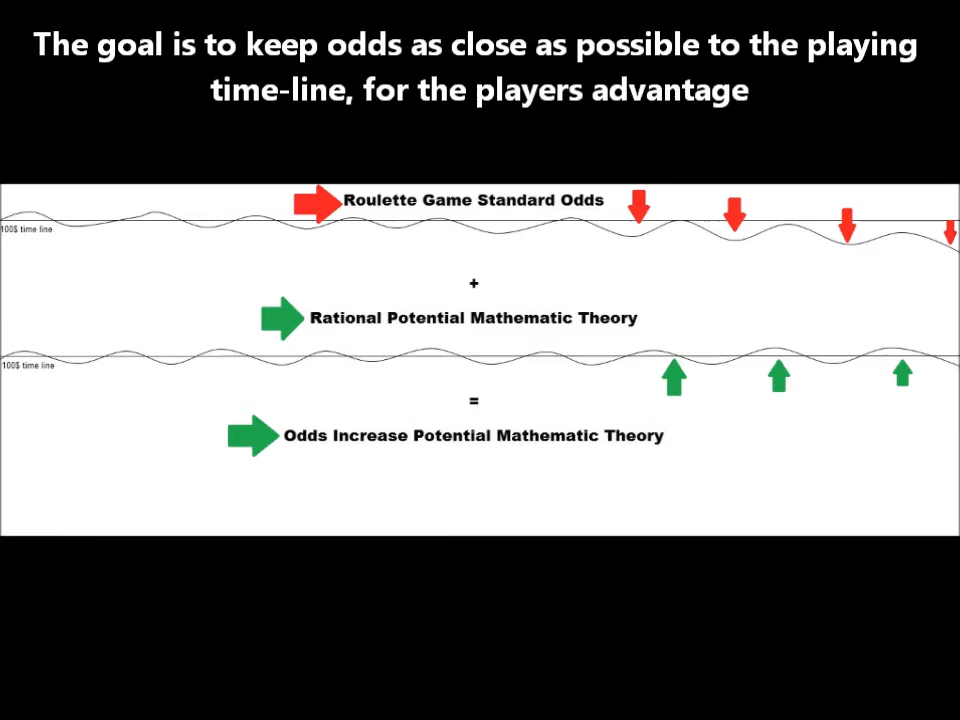 The goal is to keep odds as close as possible to the playing
time-line, for the players advantage
Roulette Game Standard Odds
100$ time line
+
Rational Potential Mathematic Theory
100$ time line
=
Odds Increase Potential Mathematic Theory